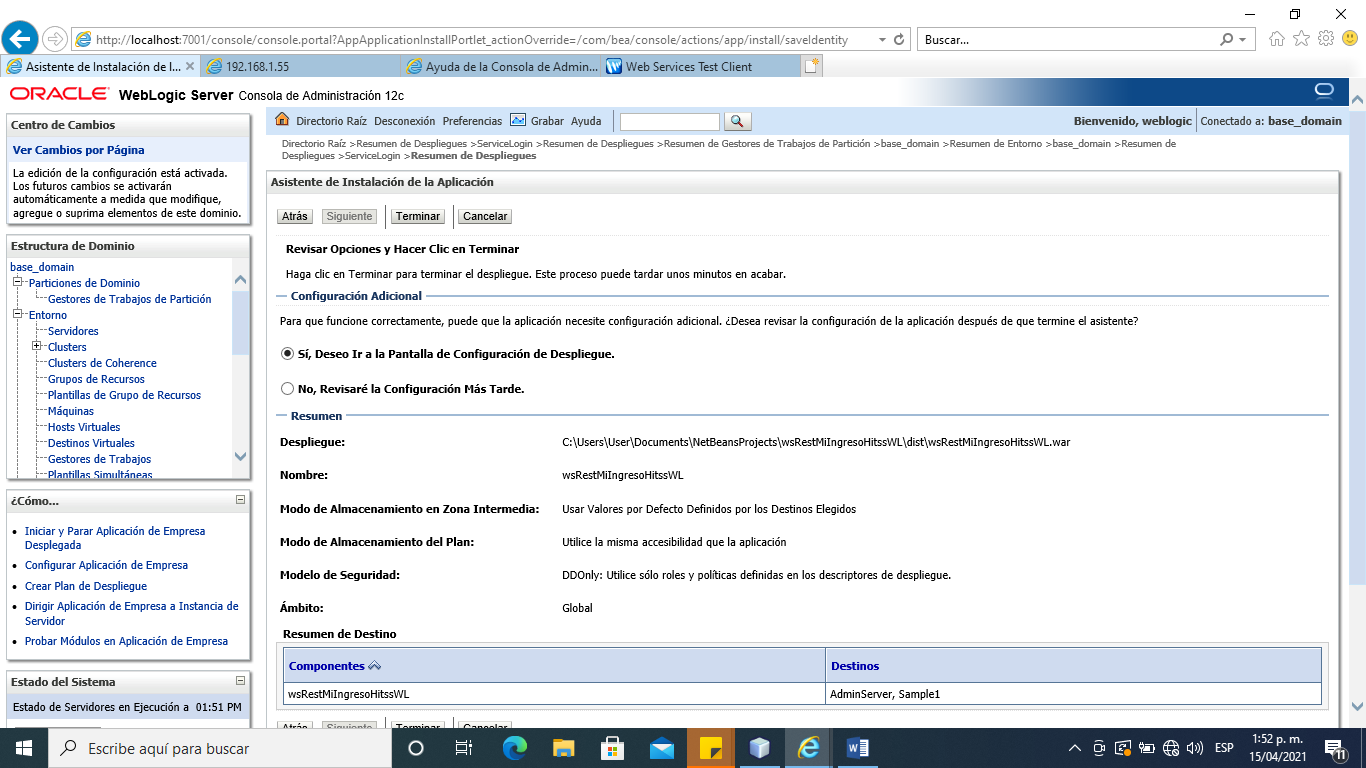 http://localhost:7001/console/console.portal?AppApplicationInstallPortlet_actionOverride=/com/bea/console/actions/app/install/saveIdentity
Buscar...
Asistente de Instalación de l...
192.168.1.55
Ayuda de la Consola de Admin...
Web Services Test Client
ORACLE WebLogic Server Consola de Administración 12c
Centro de Cambios
Ver Cambios por Página
La edición de la configuración está activada.
Los futuros cambios se activarán
automáticamente a medida que modifique,
agregue o suprima elementos de este dominio.
Estructura de Dominio
base_domain
Particiones de Dominio
Gestores de Trabajos de Partición
Entorno
Servidores
Clusters
Clusters de Coherence
Grupos de Recursos
Plantillas de Grupo de Recursos
Máquinas
Hosts Virtuales
Destinos Virtuales
Gestores de Trabajos
Plantillas Simultáneas
¿Cómo...
Iniciar y Parar Aplicación de Empresa
Desplegada
Configurar Aplicación de Empresa
Crear Plan de Despliegue
Dirigir Aplicación de Empresa a Instancia de
Servidor
Probar Módulos en Aplicación de Empresa
Estado del Sistema
Estado de Servidores en Ejecución a 01:51 PM
Directorio Raíz Desconexión Preferencias Grabar Ayuda
Bienvenido, weblogic Conectado a: base_domain
Directorio Raíz >Resumen de Despliegues >ServiceLogin >Resumen de Despliegues >Resumen de Gestores de Trabajos de Partición >base_domain >Resumen de Entorno >base_domain >Resumen de
Despliegues >ServiceLogin >Resumen de Despliegues
Asistente de Instalación de la Aplicación
Atrás Siguiente Terminar Cancelar
Revisar Opciones y Hacer Clic en Terminar
Haga clic en Terminar para terminar el despliegue. Este proceso puede tardar unos minutos en acabar.
Configuración Adicional
Para que funcione correctamente, puede que la aplicación necesite configuración adicional. ¿Desea revisar la configuración de la aplicación después de que termine el asistente?
Sí, Deseo Ir a la Pantalla de Configuración de Despliegue.
No, Revisaré la Configuración Más Tarde.
Resumen
Despliegue: C:\Users\User\Documents\NetBeansProjects\wsRestMiIngresoHitssWL\dist\wsRestMiIngresoHitssWL.war
Nombre: wsRestMiIngresoHitssWL
Modo de Almacenamiento en Zona Intermedia: Usar Valores por Defecto Definidos por los Destinos Elegidos
Modo de Almacenamiento del Plan: Utilice la misma accesibilidad que la aplicación
Modelo de Seguridad: DDOnly: Utilice sólo roles y políticas definidas en los descriptores de despliegue.
Ámbito: Global
Resumen de Destino
Componentes Destinos
wsRestMiIngresoHitssWL AdminServer, Sample1
Atrás Siguiente Terminar Cancelar
Escribe aquí para buscar
ESP
1:52 p. m.
15/04/2021
11